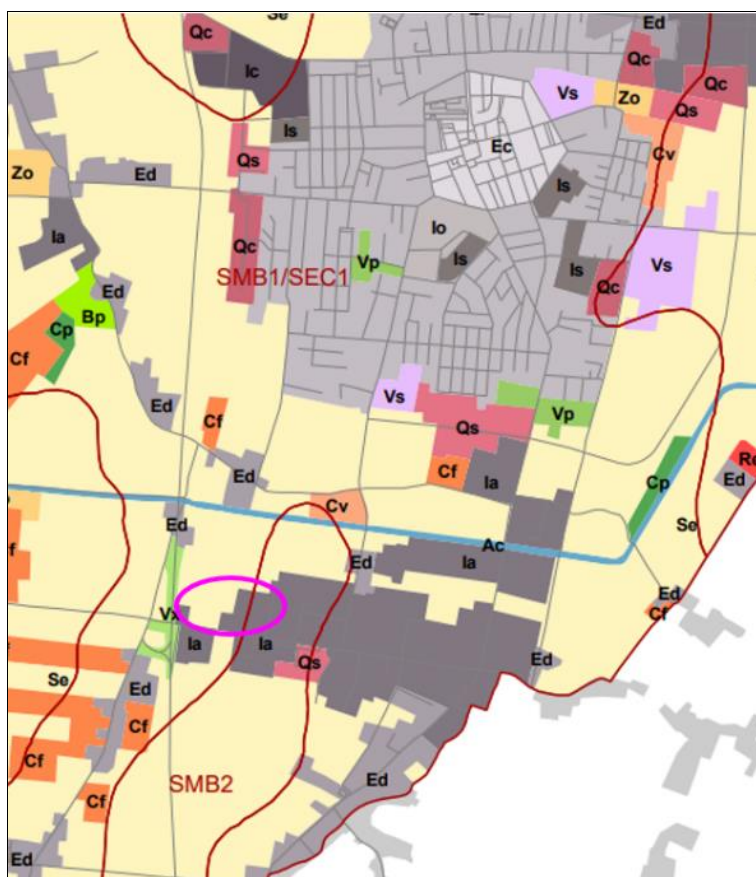 Se
Ed
Qc
Ic
Qc
Qc
Vs
Zo
Qs
Is
Ec
Cv
Qs
Zo
Ed
Is
Ia
Qc
Io
Is
Is
Vs
Vp
SMB1/SEC1
Qc
Ed
Bp
Cp
Cf
Ed
Vs
Cf
Vp
Qs
Ed
Cf
Ia
Cp
Ed
Cv
Ed
Se
Ac
Ed
Ia
Ed
Vx
Cf
Ia
Ia
Qs
Ed
Se
Ed
Cf
Cf
SMB2
Ed
Cf
Ed